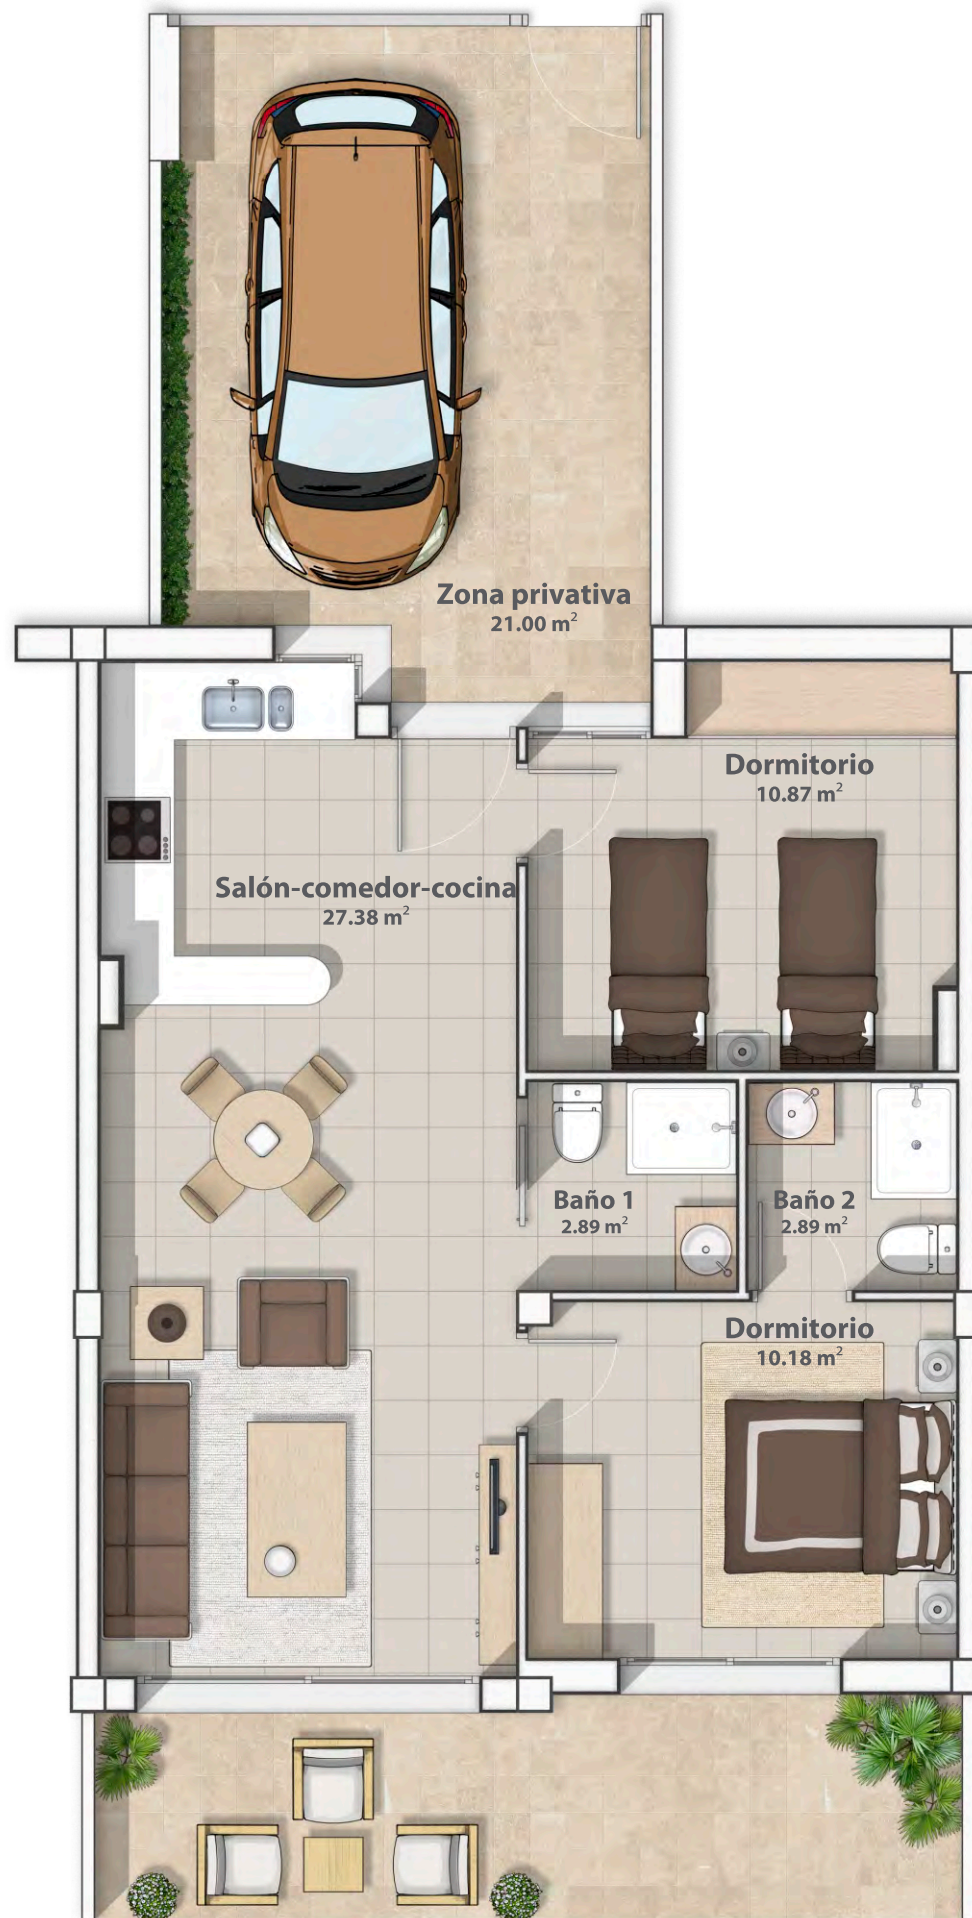 Zona privativa
21.00 m²
Dormitorio
10.87 m²
Salón-comedor-cocina
27.38 m²
Baño 1
2.89 m²
Baño 2
2.89 m²
Dormitorio
10.18 m²